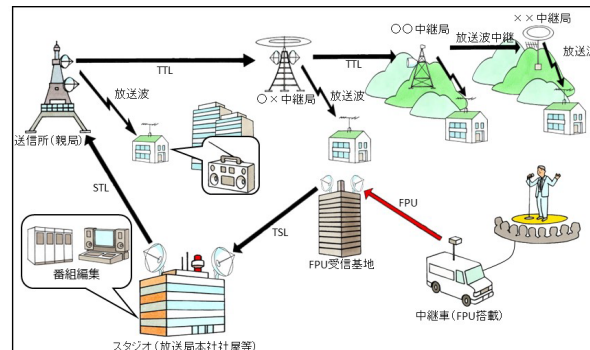 ○○中継局
放送波中継
××中継局
TTL
TTL
放送波
○×中継局
放送波
放送波
送信所(親局)
STL
TSL
FPU
番組編集
FPU受信基地
中継車(FPU搭載)
スタジオ(放送局本社社屋等)